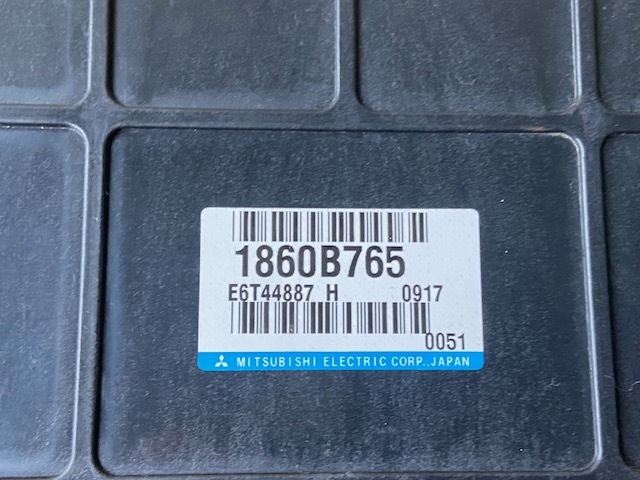 1860B765
E6T44887 H 0917
0051
MITSUBISHI ELECTRIC CORP.,JAPAN